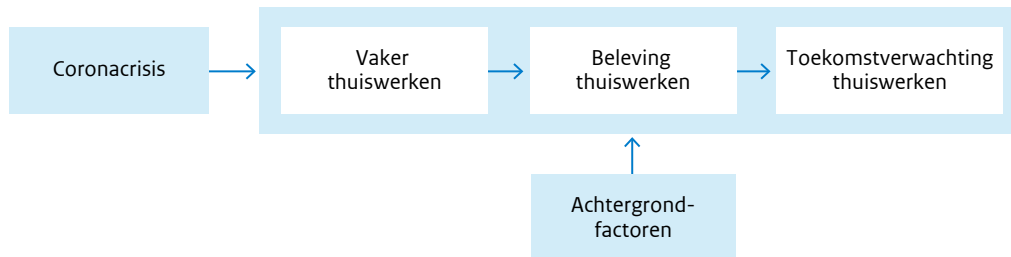 Coronacrisis
Vaker
thuiswerken
Beleving
thuiswerken
Toekomstverwachting
thuiswerken
Achtergrond-
factoren